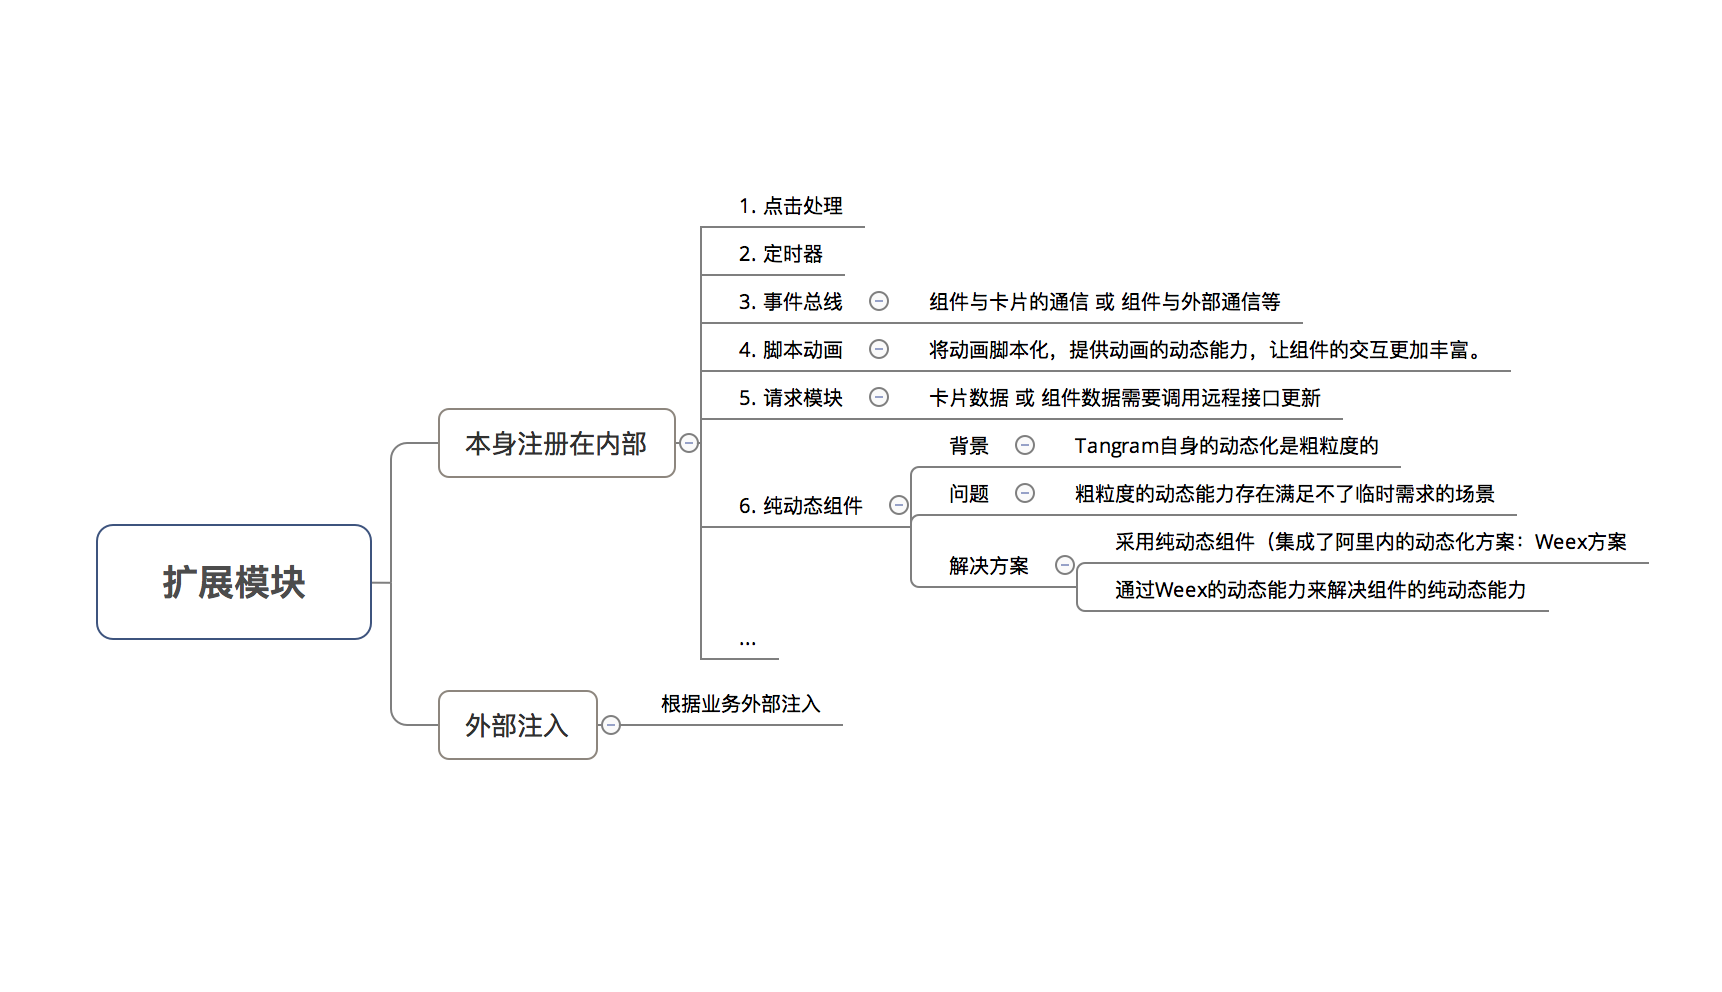 扩展模块
本身注册在内部
1. 点击处理
2. 定时器
3. 事件总线
组件与卡片的通信 或 组件与外部通信等
4. 脚本动画
将动画脚本化，提供动画的动态能力，让组件的交互更加丰富。
5. 请求模块
卡片数据 或 组件数据需要调用远程接口更新
6. 纯动态组件
背景
Tangram自身的动态化是粗粒度的
问题
粗粒度的动态能力存在满足不了临时需求的场景
解决方案
采用纯动态组件（集成了阿里内的动态化方案：Weex方案
通过Weex的动态能力来解决组件的纯动态能力
...
外部注入
根据业务外部注入